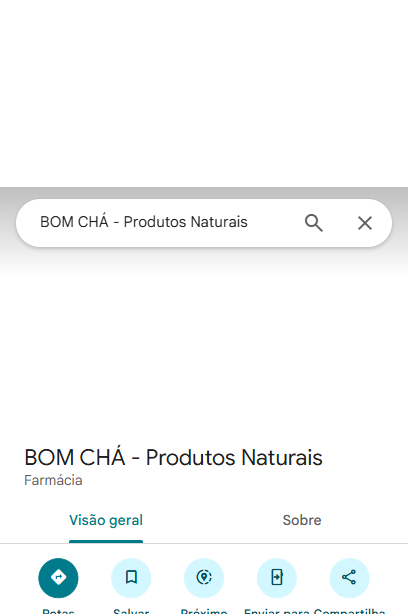 BOM CHÁ - Produtos Naturais
BOM CHÁ - Produtos Naturais
Farmácia
Visão geral Sobre
Rotas Salvar Próximo Enviar para Compartilha